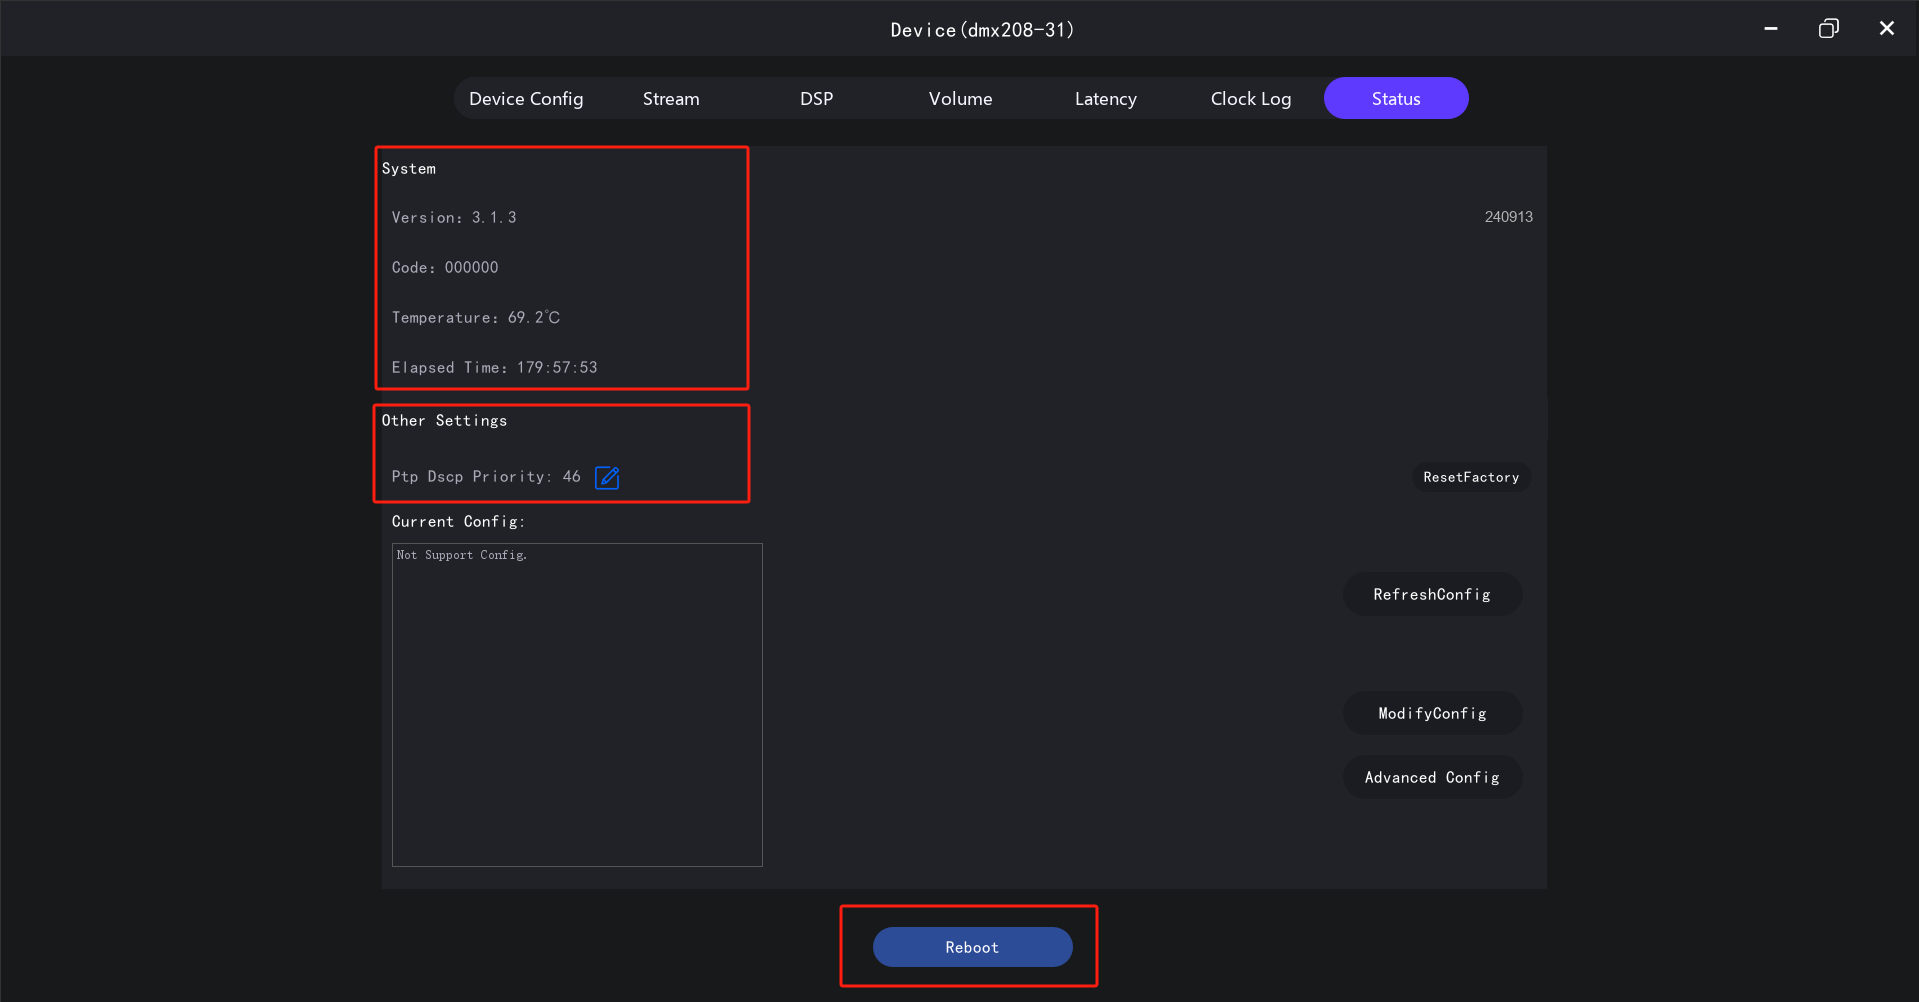 Device(dmx208-31)
Device Config Stream DSP Volume Latency Clock Log Status
System
Version: 3.1.3 240913
Code: 000000
Temperature: 69.2℃
Elapsed Time: 179:57:53
Other Settings
Ptp Dscp Priority: 46 ResetFactory
Current Config:
Not Support Config.
RefreshConfig
ModifyConfig
Advanced Config
Reboot